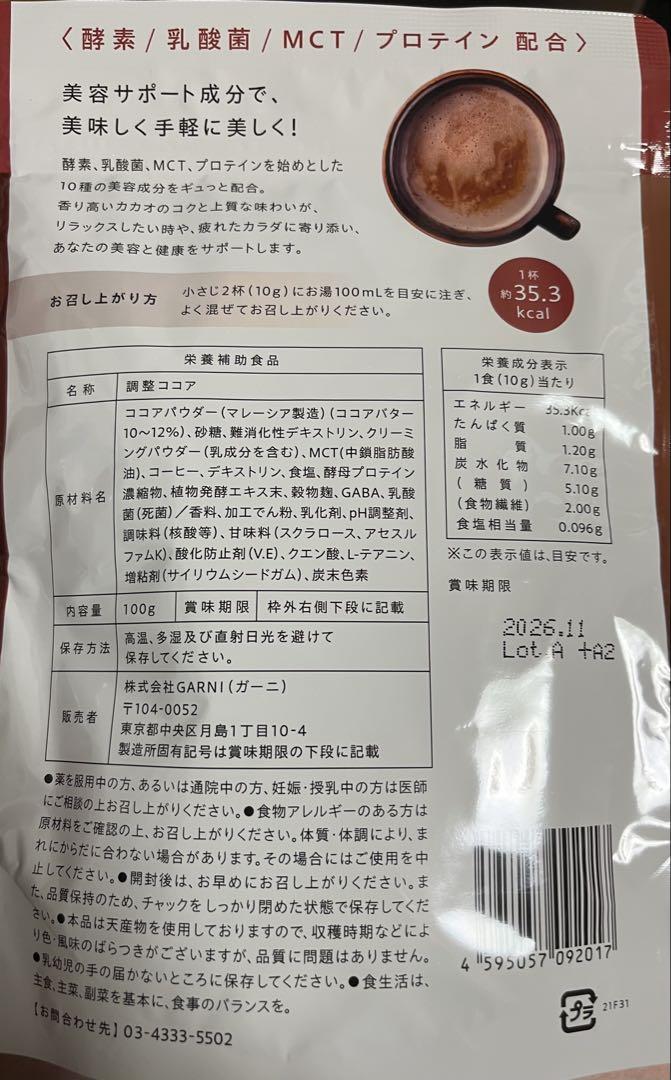 〈酵素/乳酸菌/MCT/プロテイン 配合〉
美容サポート成分で、
美味しく手軽に美しく!
酵素、乳酸菌、MCT、プロテインを始めとした
10種の美容成分をギュっと配合。
香り高いカカオのコクと上質な味わいが、
リラックスしたい時や、疲れたカラダに寄り添い、
あなたの美容と健康をサポートします。
お召し上がり方
小さじ2杯(10g)にお湯100mLを目安に注ぎ、
よく混ぜてお召し上がりください。
1杯
約35.3
kcal
栄養補助食品
名称 調整ココア
原材料名
ココアパウダー(マレーシア製造)(ココアバター
10〜12%)、砂糖、難消化性デキストリン、クリーミ
ングパウダー(乳成分を含む)、MCT(中鎖脂肪酸
油)、コーヒー、デキストリン、食塩、酵母プロテイン
濃縮物、植物発酵エキス末、穀物麹、GABA、乳酸
菌(死菌)/香料、加工でん粉、乳化剤、pH調整剤、
調味料(核酸等)、甘味料(スクラロース、アセスル
ファムK)、酸化防止剤(V.E)、クエン酸、L-テアニン、
増粘剤(サイリウムシードガム)、炭末色素
内容量 100g 賞味期限 枠外右側下段に記載
保存方法
高温、多湿及び直射日光を避けて
保存してください。
販売者
株式会社GARNI(ガーニ)
〒104-0052
東京都中央区月島1丁目10-4
製造所固有記号は賞味期限の下段に記載
栄養成分表示
1食(10g)当たり
エネルギー 35.3Kcal
たんぱく質 1.00g
脂質 1.20g
炭水化物 7.10g
(糖質) 5.10g
(食物繊維) 2.00g
食塩相当量 0.096g
※この表示値は、目安です。
賞味期限
2026.11
Lot A +A2
●薬を服用中の方、あるいは通院中の方、妊娠・授乳中の方は医師
にご相談の上お召し上がりください。●食物アレルギーのある方は
原材料をご確認の上、お召し上がりください。体質・体調により、ま
れにからだに合わない場合があります。その場合にはご使用を中
止してください。●開封後は、お早めにお召し上がりください。ま
た、品質保持のため、チャックをしっかり閉めた状態で保存してくだ
さい。●本品は天産物を使用しておりますので、収穫時期などによ
り色・風味のばらつきがございますが、品質に問題はありません。
●乳幼児の手の届かないところに保存してください。●食生活は、
主食、主菜、副菜を基本に、食事のバランスを。
【お問合わせ先】03-4333-5502
4 595057 092017
プラ
21F31